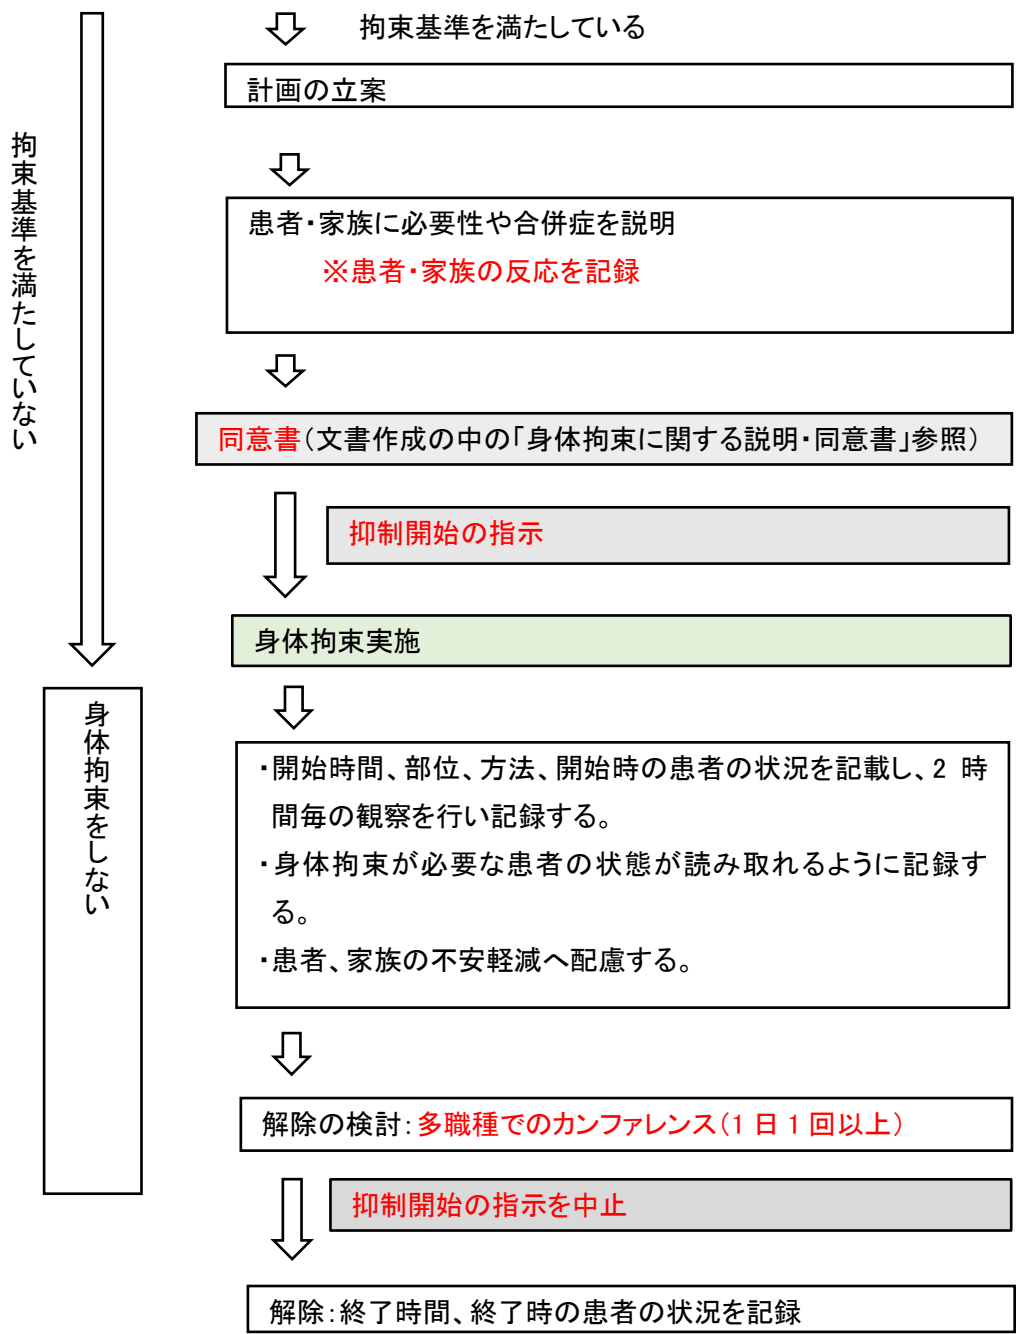 拘束基準を満たしている
計画の立案
拘束基準を満たしていない
患者・家族に必要性や合併症を説明
※患者・家族の反応を記録
同意書（文書作成の中の「身体拘束に関する説明・同意書」参照）
抑制開始の指示
身体拘束実施
身体拘束をしない
・開始時間、部位、方法、開始時の患者の状況を記載し、2 時
間毎の観察を行い記録する。
・身体拘束が必要な患者の状態が読み取れるように記録す
る。
・患者、家族の不安軽減へ配慮する。
解除の検討：多職種でのカンファレンス（1 日 1 回以上）
抑制開始の指示を中止
解除：終了時間、終了時の患者の状況を記録